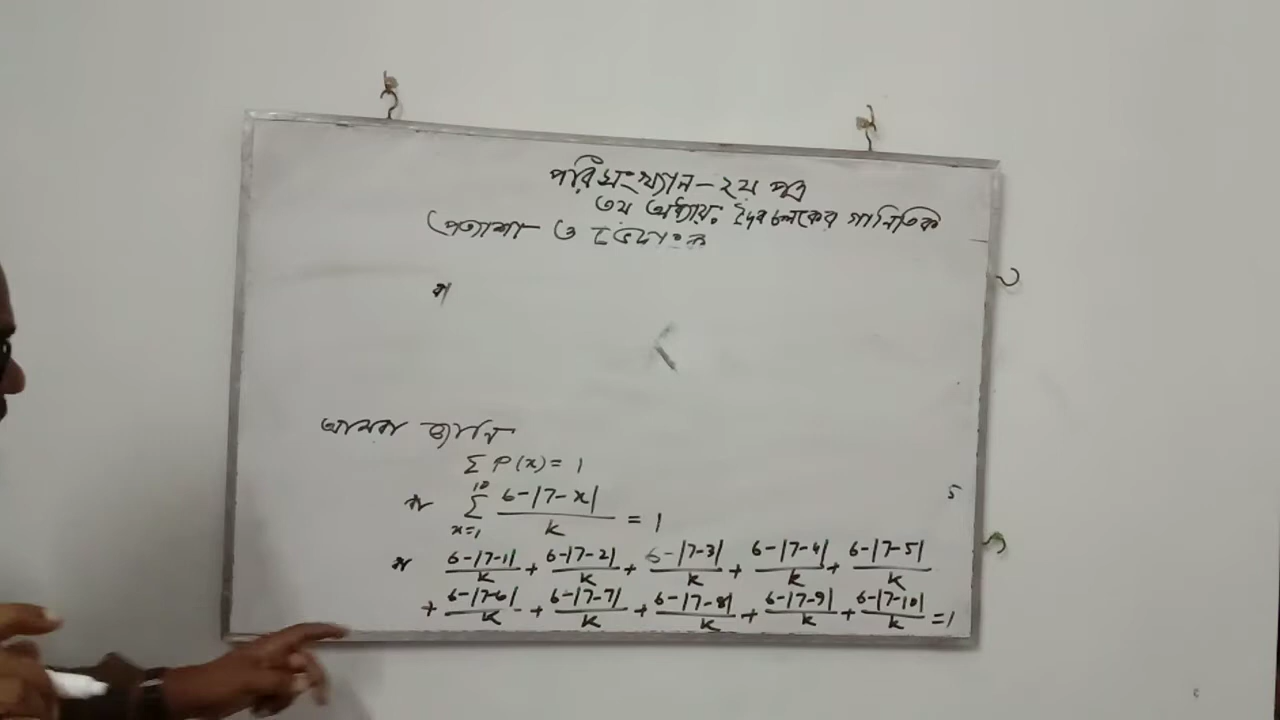 পরিসংখ্যান - ২য় পত্র
৩য় অধ্যায়: দৈব চলকের গানিতিক
প্রত্যাশা ও
ক)
আমরা জানি
Σ P(x) = 1
বা, Σ_{x=1}^{10} (6-|7-x|)/k = 1
বা, (6-|7-1|)/k + (6-|7-2|)/k + (6-|7-3|)/k + (6-|7-4|)/k + (6-|7-5|)/k
+ (6-|7-6|)/k + (6-|7-7|)/k + (6-|7-8|)/k + (6-|7-9|)/k + (6-|7-10|)/k = 1